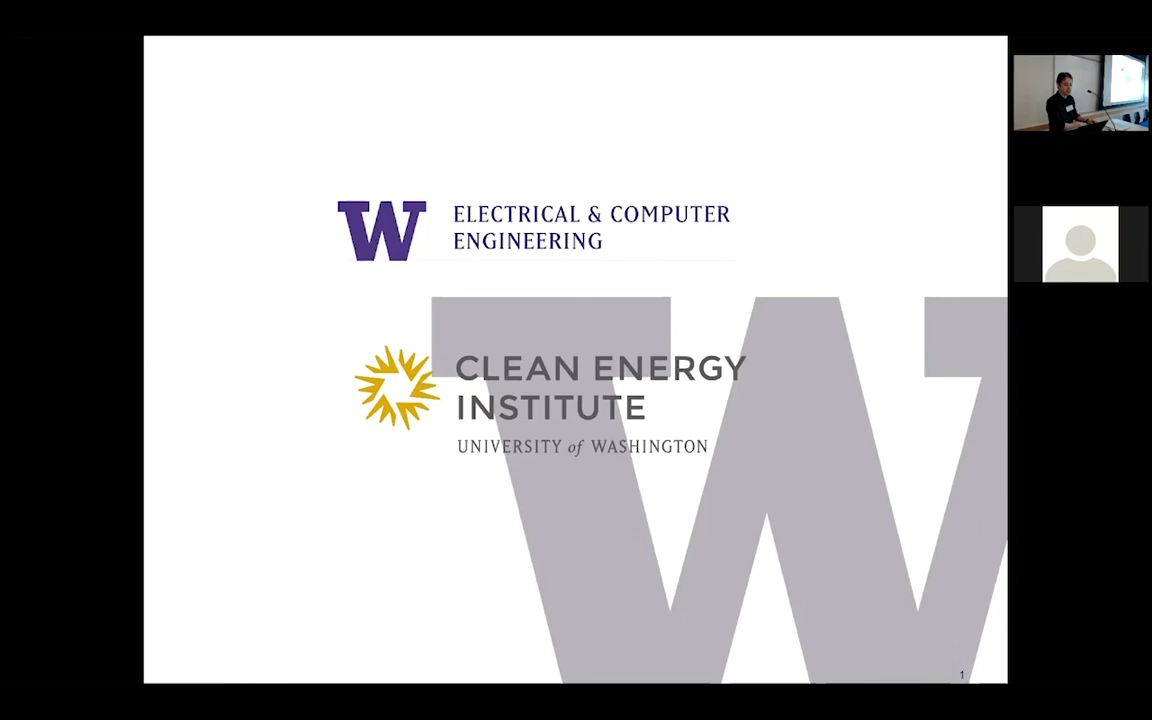 W ELECTRICAL & COMPUTER
ENGINEERING
CLEAN ENERGY
INSTITUTE
UNIVERSITY of WASHINGTON
W
1